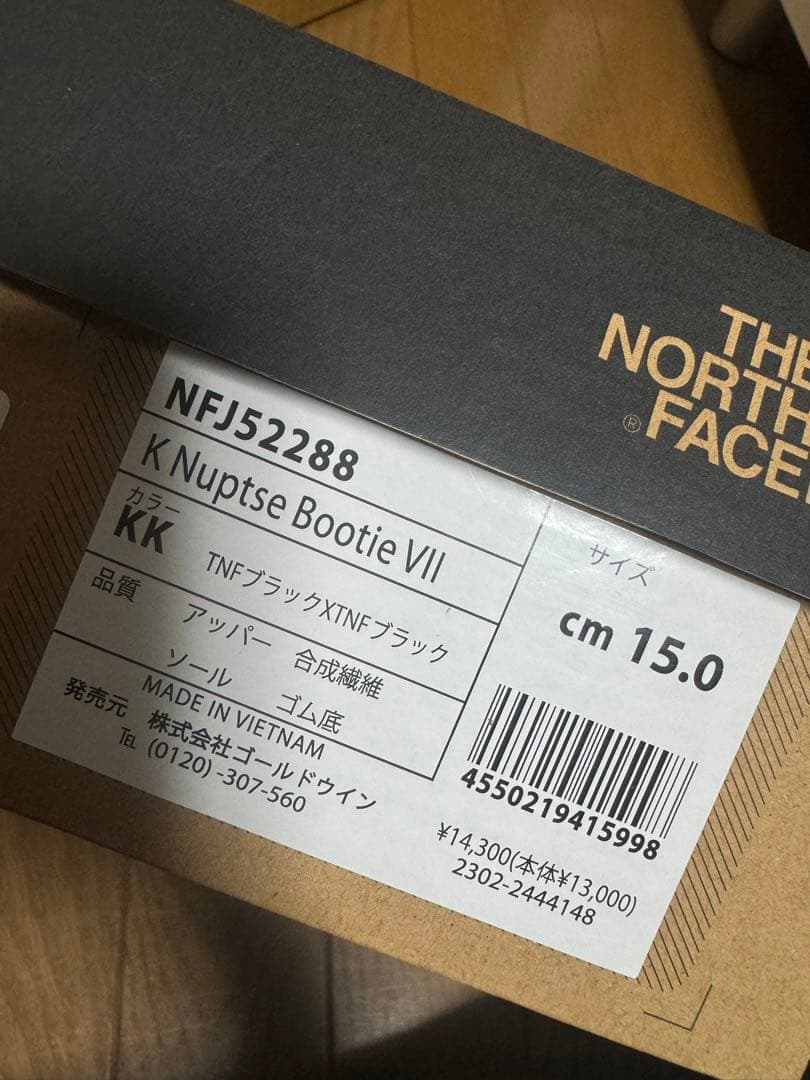 THE
NORTH
® FACE
NFJ52288
K Nuptse Bootie VII
カラー
KK
TNFブラックXTNFブラック
品質
アッパー 合成繊維
ソール ゴム底
MADE IN VIETNAM
発売元 株式会社ゴールドウイン
℡ (0120)-307-560
サイズ
cm 15.0
4550219415998
¥14,300(本体¥13,000)
2302-2444148